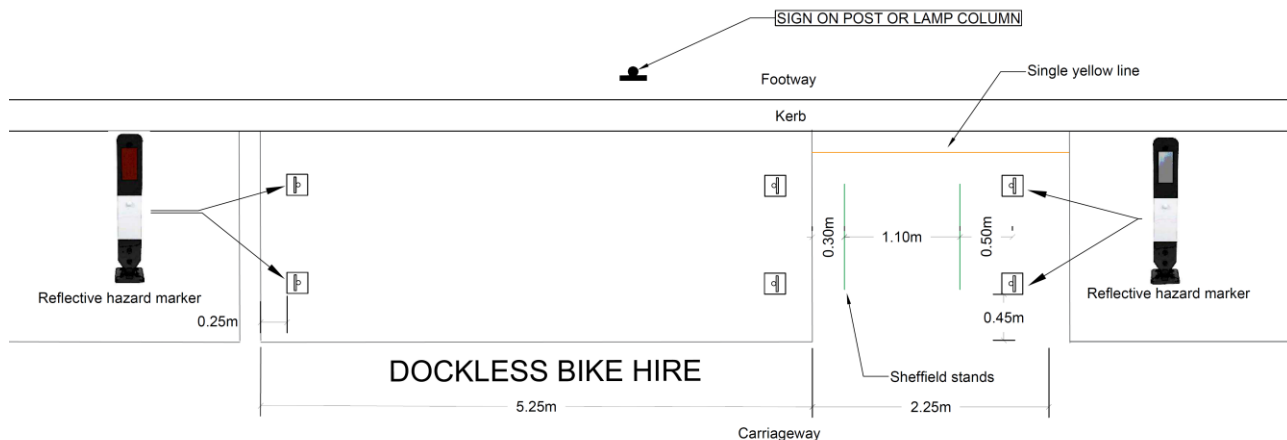 SIGN ON POST OR LAMP COLUMN
Footway
Single yellow line
Kerb
0.30m
1.10m
0.50m
Reflective hazard marker
Reflective hazard marker
0.25m
0.45m
DOCKLESS BIKE HIRE
Sheffield stands
5.25m
2.25m
Carriageway